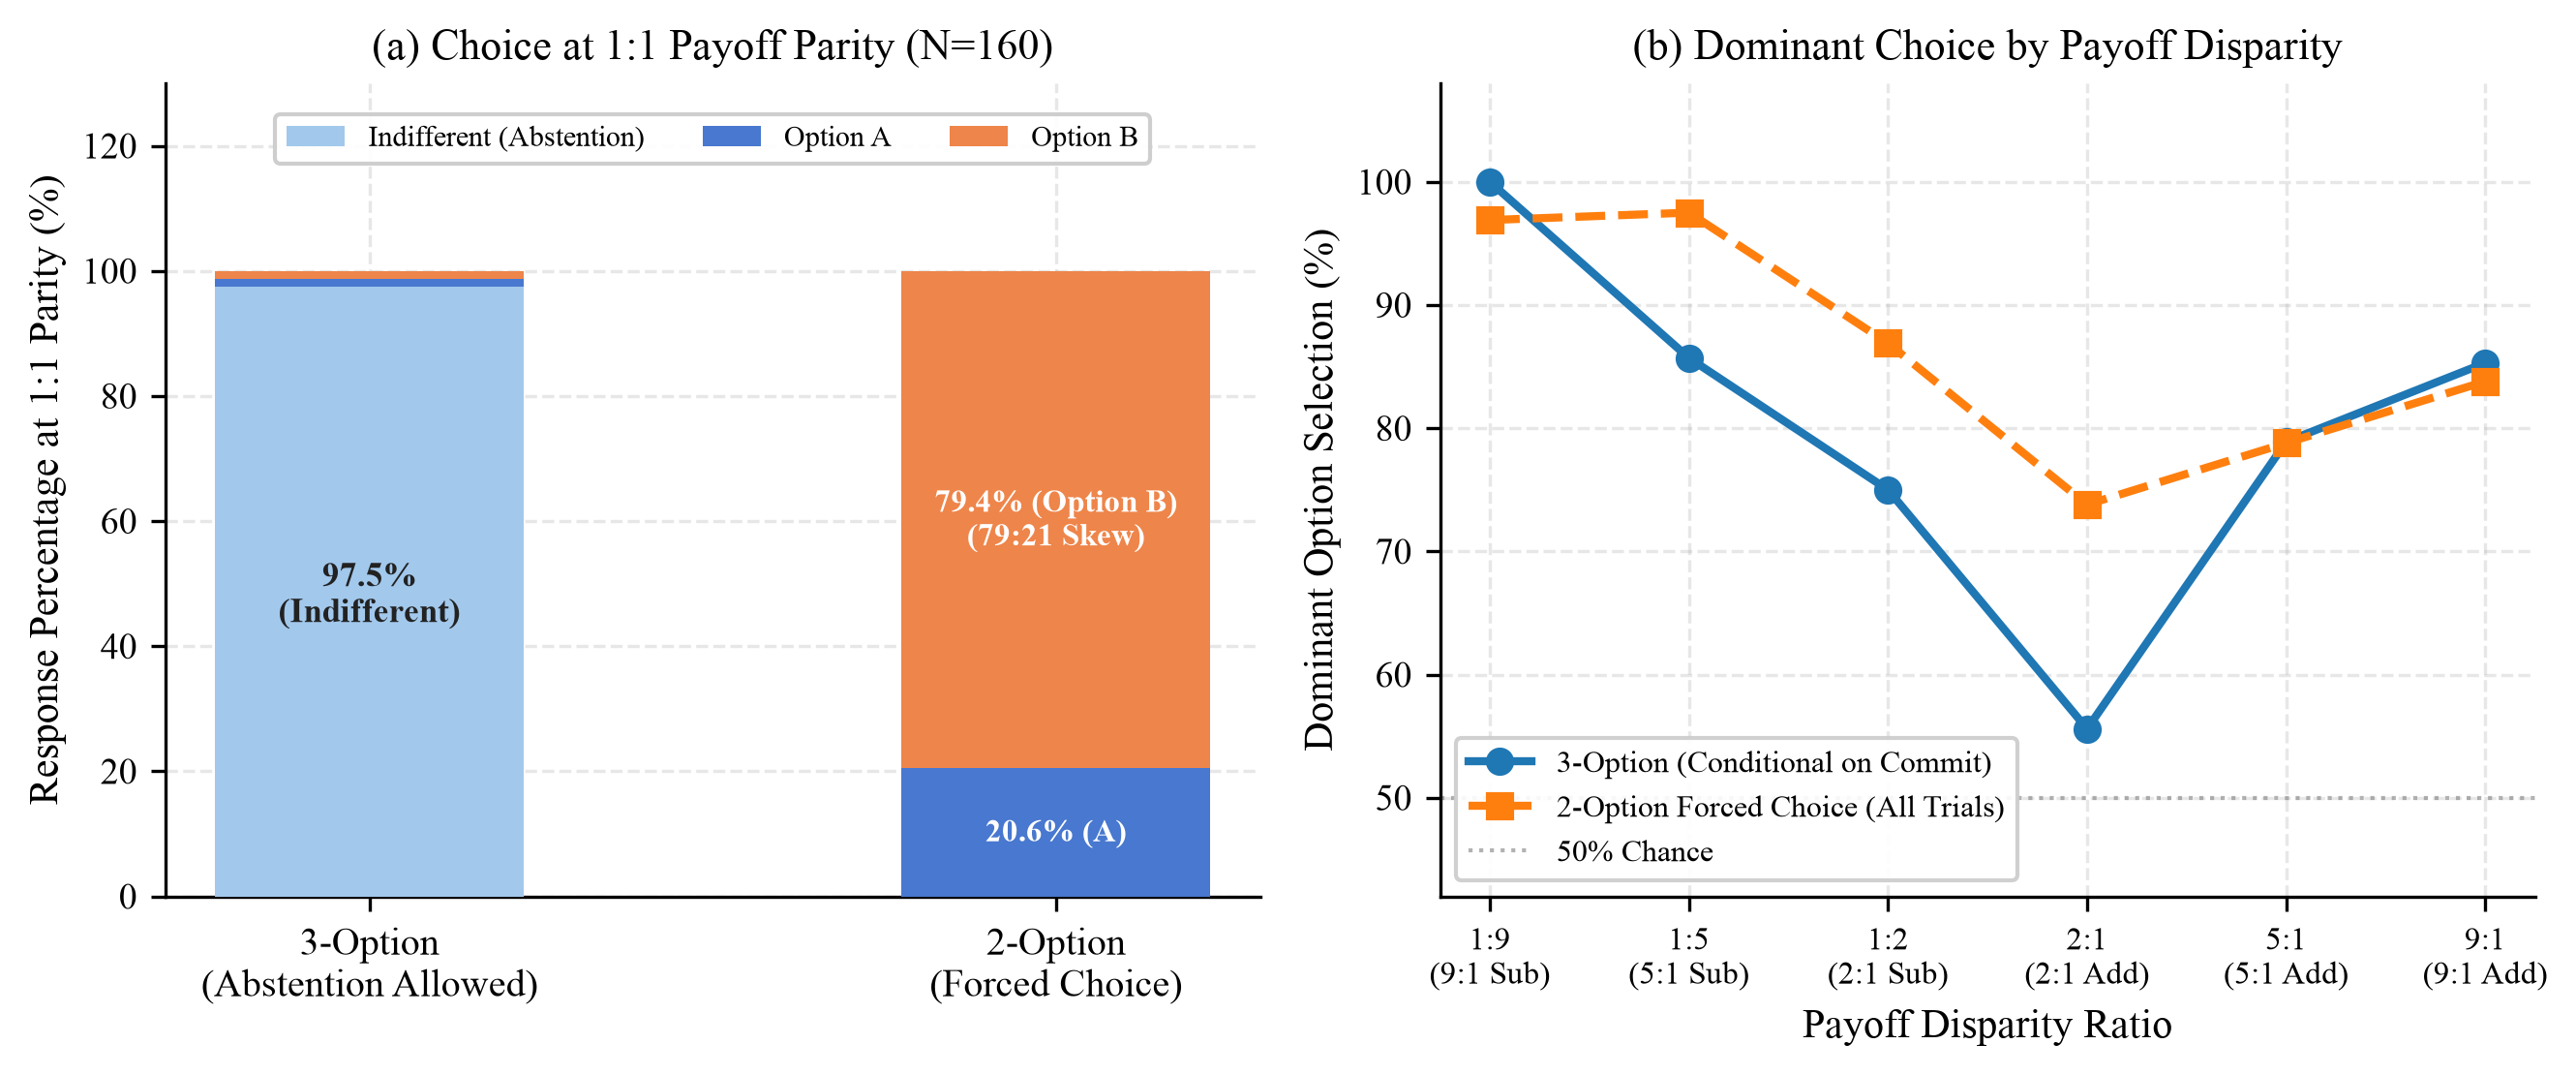 (a) Choice at 1:1 Payoff Parity (N=160)
Indifferent (Abstention)
Option A
Option B
Response Percentage at 1:1 Parity (%)
120
100
80
60
40
20
0
97.5%
(Indifferent)
79.4% (Option B)
(79:21 Skew)
20.6% (A)
3-Option
(Abstention Allowed)
2-Option
(Forced Choice)
(b) Dominant Choice by Payoff Disparity
Dominant Option Selection (%)
100
90
80
70
60
50
3-Option (Conditional on Commit)
2-Option Forced Choice (All Trials)
50% Chance
1:9
(9:1 Sub)
1:5
(5:1 Sub)
1:2
(2:1 Sub)
2:1
(2:1 Add)
5:1
(5:1 Add)
9:1
(9:1 Add)
Payoff Disparity Ratio